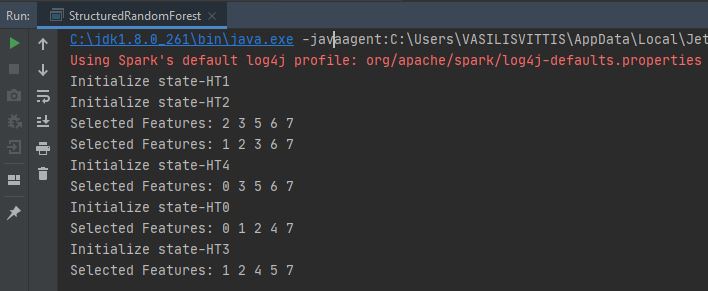 Run: StructuredRandomForest
C:\jdk1.8.0_261\bin\java.exe -javaagent:C:\Users\VASILISVITTIS\AppData\Local\Jet
Using Spark's default log4j profile: org/apache/spark/log4j-defaults.properties
Initialize state-HT1
Initialize state-HT2
Selected Features: 2 3 5 6 7
Selected Features: 1 2 3 6 7
Initialize state-HT4
Selected Features: 0 3 5 6 7
Initialize state-HT0
Selected Features: 0 1 2 4 7
Initialize state-HT3
Selected Features: 1 2 4 5 7